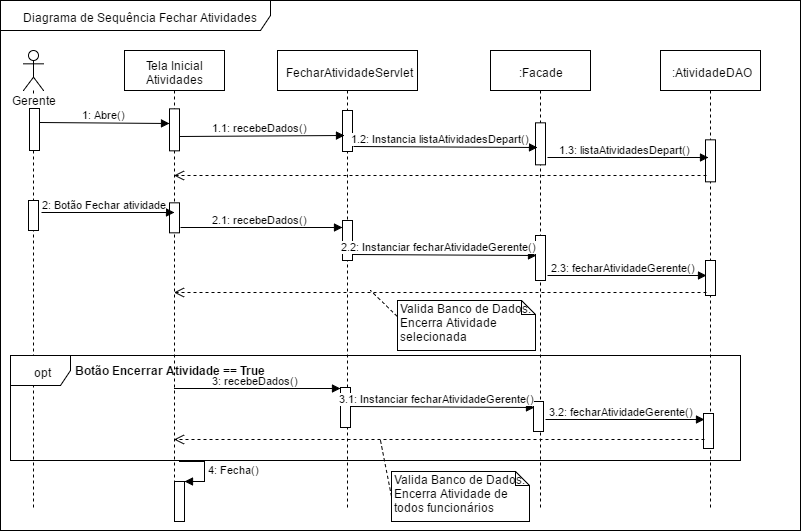 Diagrama de Sequência Fechar Atividades
Gerente
Tela Inicial
Atividades
FecharAtividadeServlet
:Facade
:AtividadeDAO
1: Abre()
1.1: recebeDados()
1.2: Instancia listaAtividadesDepart()
1.3: listaAtividadesDepart()
2: Botão Fechar atividade
2.1: recebeDados()
2.2: Instanciar fecharAtividadeGerente()
2.3: fecharAtividadeGerente()
Valida Banco de Dados.
Encerra Atividade
selecionada
opt
Botão Encerrar Atividade == True
3: recebeDados()
3.1: Instanciar fecharAtividadeGerente()
3.2: fecharAtividadeGerente()
4: Fecha()
Valida Banco de Dados.
Encerra Atividade de
todos funcionários